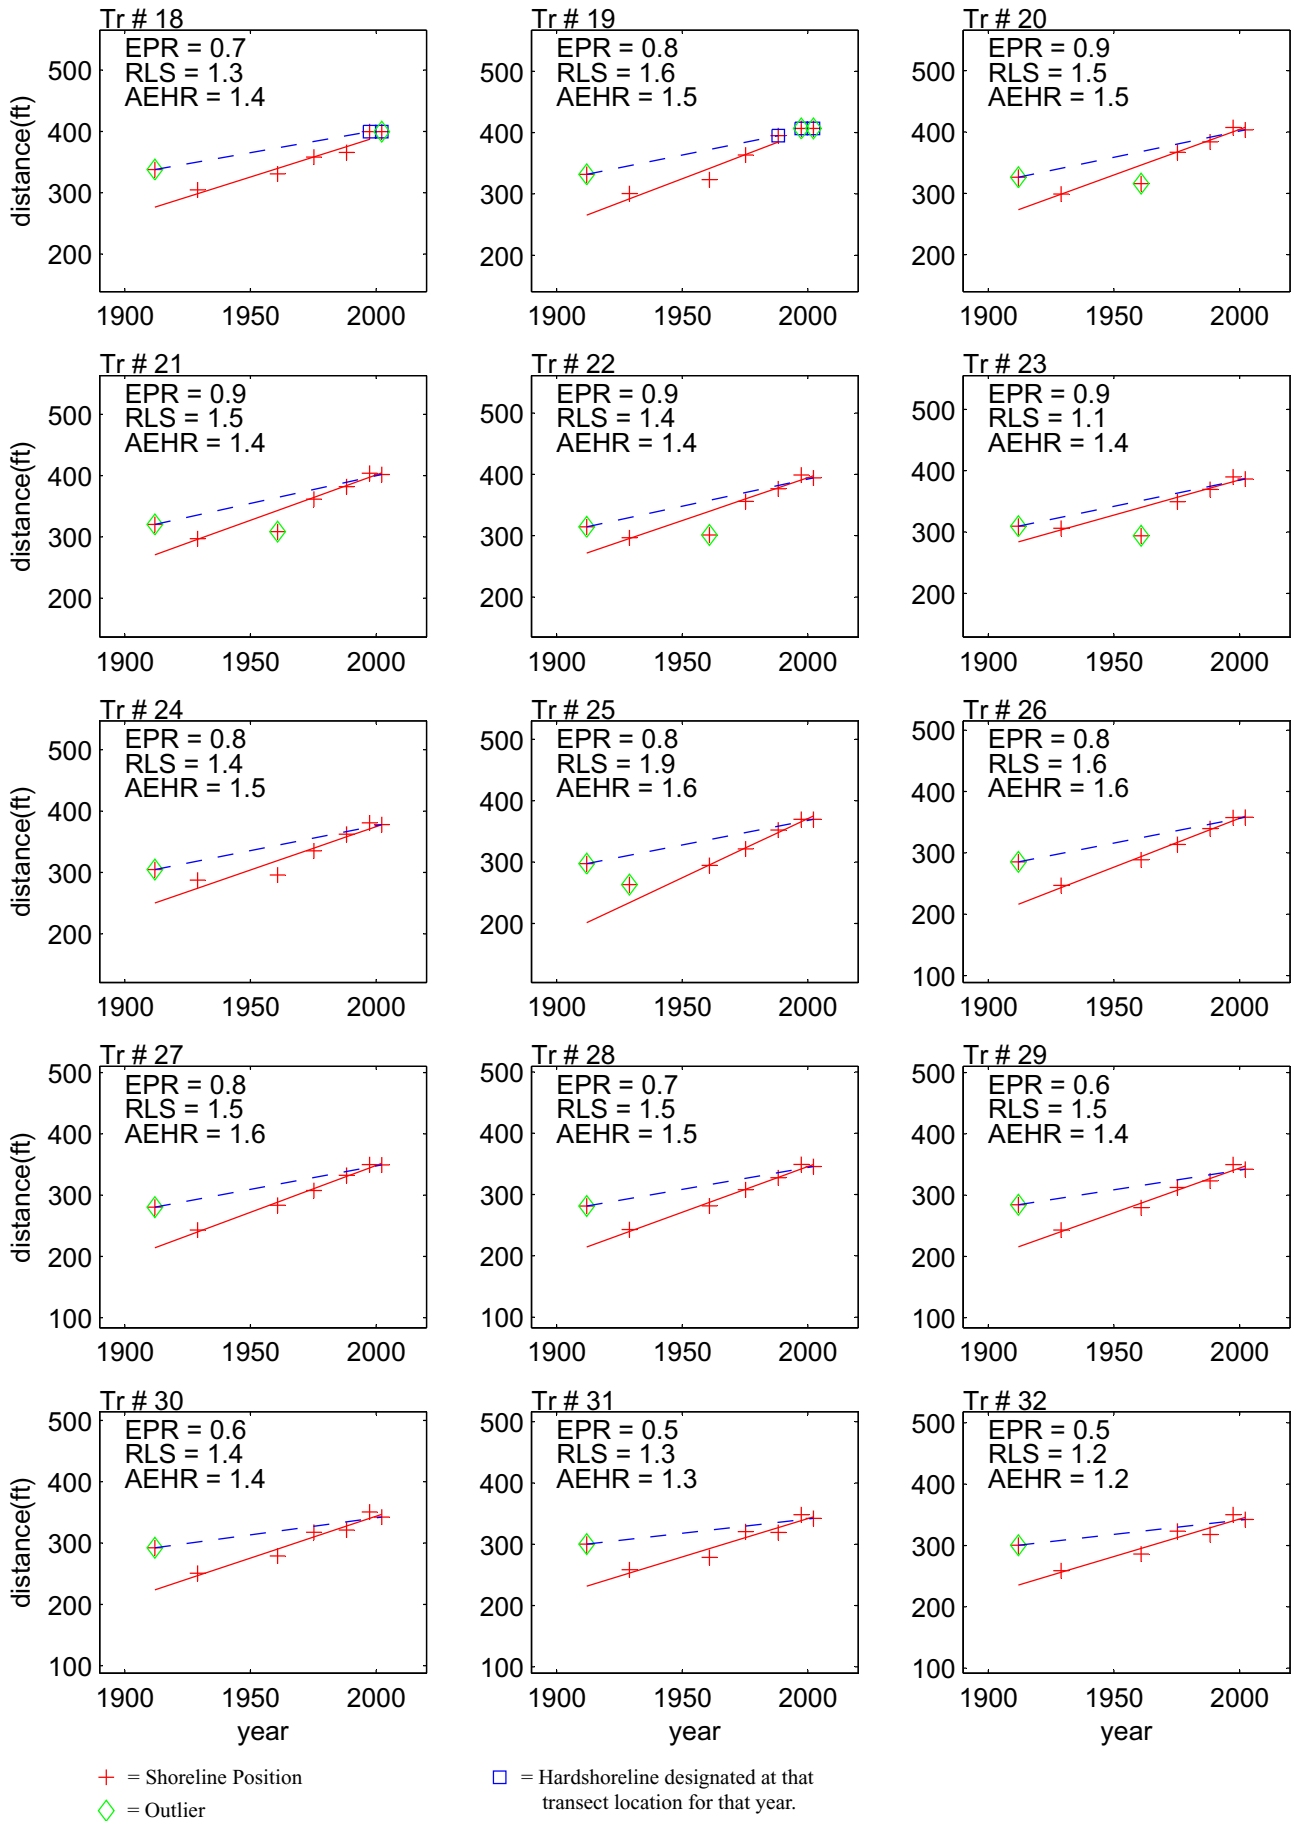 Tr # 18
EPR = 0.7
RLS = 1.3
AEHR = 1.4
500
400
300
200
distance(ft)
1900 1950 2000
Tr # 19
EPR = 0.8
RLS = 1.6
AEHR = 1.5
500
400
300
200
1900 1950 2000
Tr # 20
EPR = 0.9
RLS = 1.5
AEHR = 1.5
500
400
300
200
1900 1950 2000
Tr # 21
EPR = 0.9
RLS = 1.5
AEHR = 1.4
500
400
300
200
distance(ft)
1900 1950 2000
Tr # 22
EPR = 0.9
RLS = 1.4
AEHR = 1.4
500
400
300
200
1900 1950 2000
Tr # 23
EPR = 0.9
RLS = 1.1
AEHR = 1.4
500
400
300
200
1900 1950 2000
Tr # 24
EPR = 0.8
RLS = 1.4
AEHR = 1.5
500
400
300
200
distance(ft)
1900 1950 2000
Tr # 25
EPR = 0.8
RLS = 1.9
AEHR = 1.6
500
400
300
200
1900 1950 2000
Tr # 26
EPR = 0.8
RLS = 1.6
AEHR = 1.6
500
400
300
200
100
1900 1950 2000
Tr # 27
EPR = 0.8
RLS = 1.5
AEHR = 1.6
500
400
300
200
100
distance(ft)
1900 1950 2000
Tr # 28
EPR = 0.7
RLS = 1.5
AEHR = 1.5
500
400
300
200
100
1900 1950 2000
Tr # 29
EPR = 0.6
RLS = 1.5
AEHR = 1.4
500
400
300
200
100
1900 1950 2000
Tr # 30
EPR = 0.6
RLS = 1.4
AEHR = 1.4
500
400
300
200
100
distance(ft)
1900 1950 2000
year
Tr # 31
EPR = 0.5
RLS = 1.3
AEHR = 1.3
500
400
300
200
100
1900 1950 2000
year
Tr # 32
EPR = 0.5
RLS = 1.2
AEHR = 1.2
500
400
300
200
100
1900 1950 2000
year
= Shoreline Position
= Outlier
= Hardshoreline designated at that
transect location for that year.